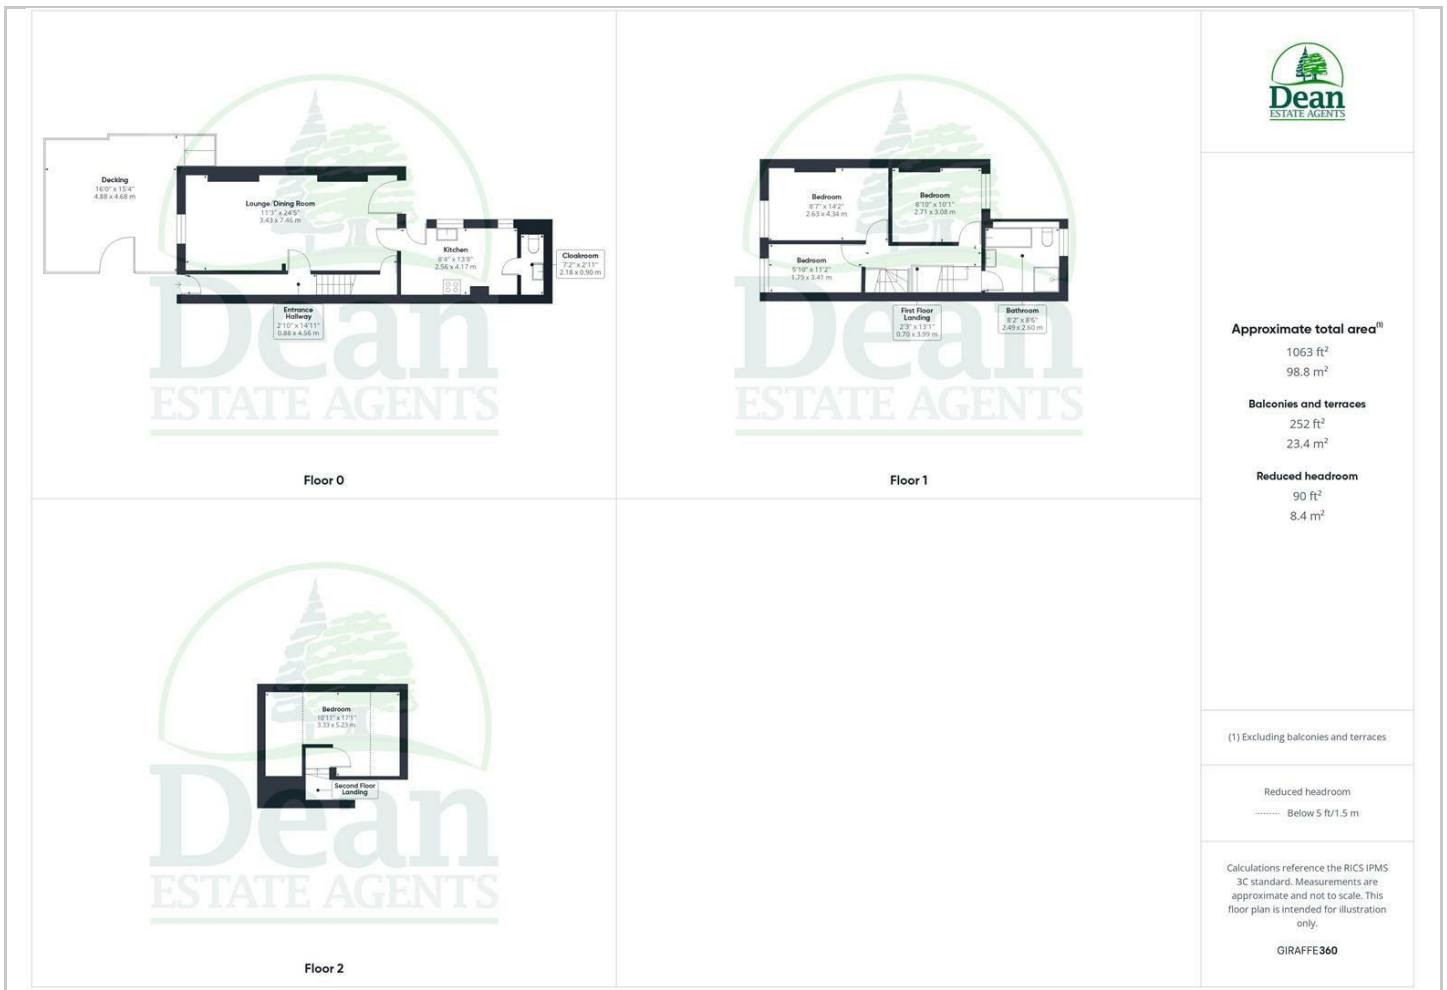 Decking
16'0" x 15'4"
4.88 x 4.68 m
Lounge/Dining Room
11'3" x 24'5"
3.43 x 7.46 m
Kitchen
8'4" x 13'8"
2.56 x 4.17 m
Cloakroom
7'2" x 2'11"
2.18 x 0.90 m
Entrance
Hallway
2'10" x 14'11"
0.88 x 4.56 m
Dean
ESTATE AGENTS
Floor 0
Bedroom
8'7" x 14'2"
2.63 x 4.34 m
Bedroom
8'10" x 10'1"
2.71 x 3.08 m
Bedroom
5'10" x 11'2"
1.79 x 3.41 m
First Floor
Landing
2'3" x 13'1"
0.70 x 3.99 m
Bathroom
8'2" x 8'6"
2.49 x 2.60 m
Dean
ESTATE AGENTS
Floor 1
Bedroom
10'11" x 17'1"
3.33 x 5.23 m
Second Floor
Landing
Dean
ESTATE AGENTS
Floor 2
Dean
ESTATE AGENTS
Approximate total area(1)
1063 ft²
98.8 m²
Balconies and terraces
252 ft²
23.4 m²
Reduced headroom
90 ft²
8.4 m²
(1) Excluding balconies and terraces
Reduced headroom
Below 5 ft/1.5 m
Calculations reference the RICS IPMS
3C standard. Measurements are
approximate and not to scale. This
floor plan is intended for illustration
only.
GIRAFFE360